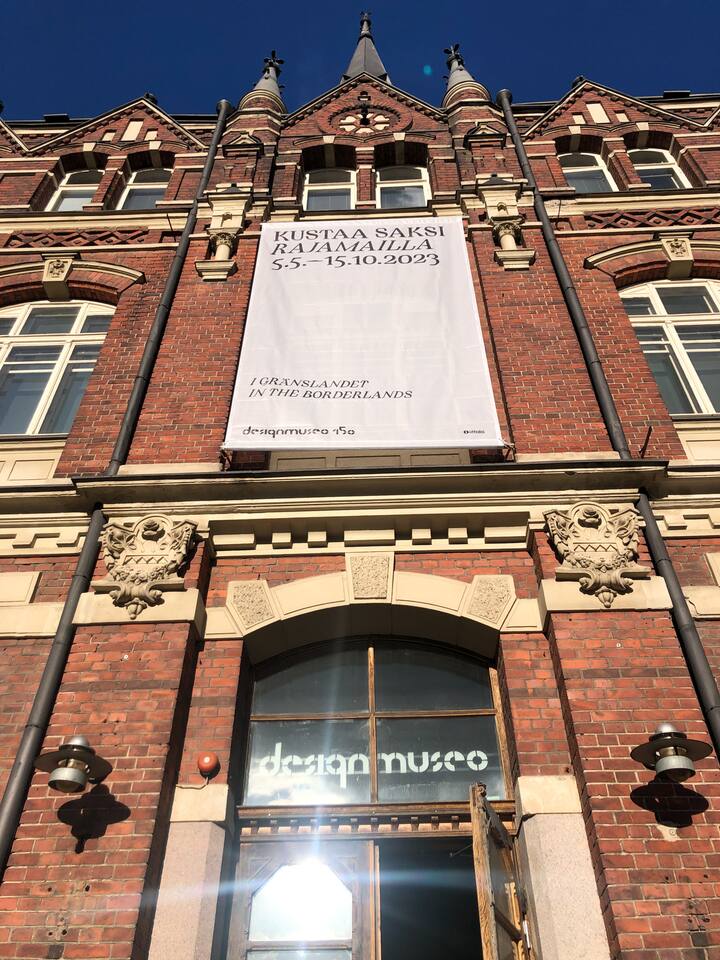 KUSTAA SAKSI
RAJAMAILLA
5.5.–15.10.2023
I GRÄNSLANDET
IN THE BORDERLANDS
designmuseo 150
designmuseo